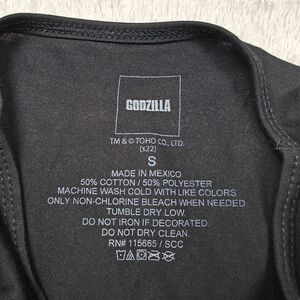 GODZILLA
TM & © TOHO CO., LTD.
(s22)
S
MADE IN MEXICO
50% COTTON / 50% POLYESTER
MACHINE WASH COLD WITH LIKE COLORS
ONLY NON-CHLORINE BLEACH WHEN NEEDED
TUMBLE DRY LOW.
DO NOT IRON IF DECORATED.
DO NOT DRY CLEAN.
RN# 115665 / SCC